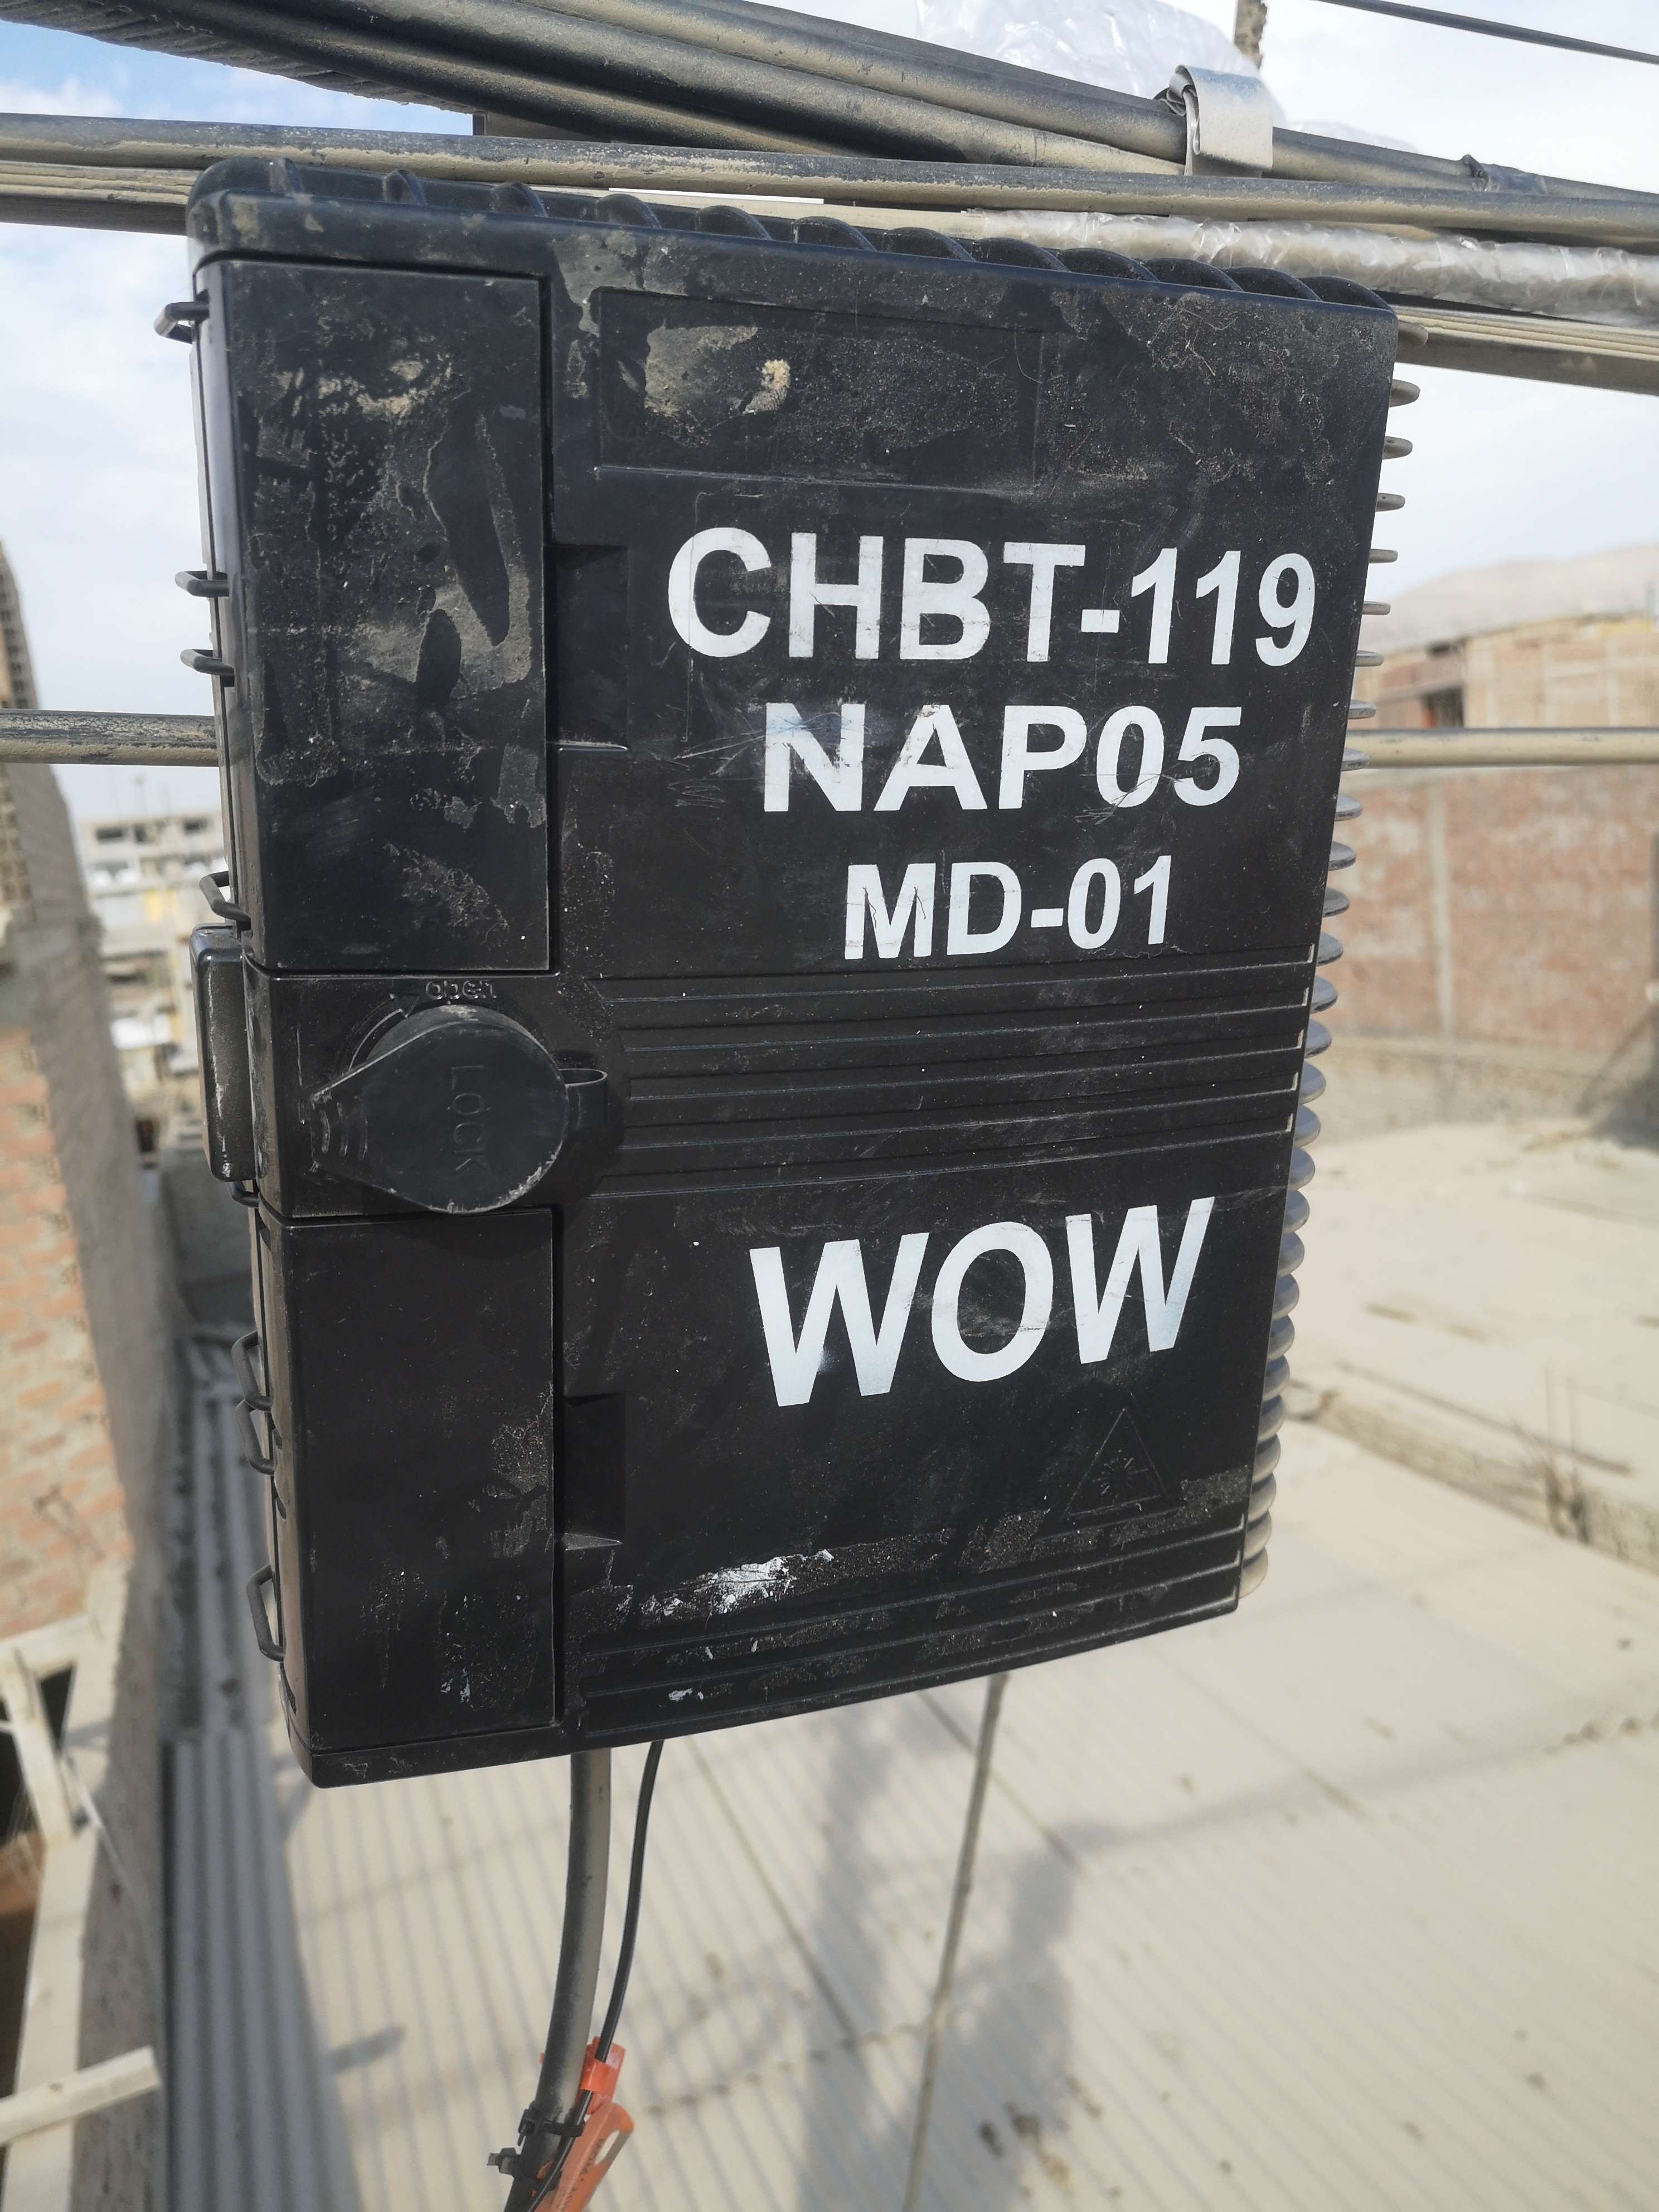 CHBT-119
NAP05
MD-01
open
LOCK
WOW